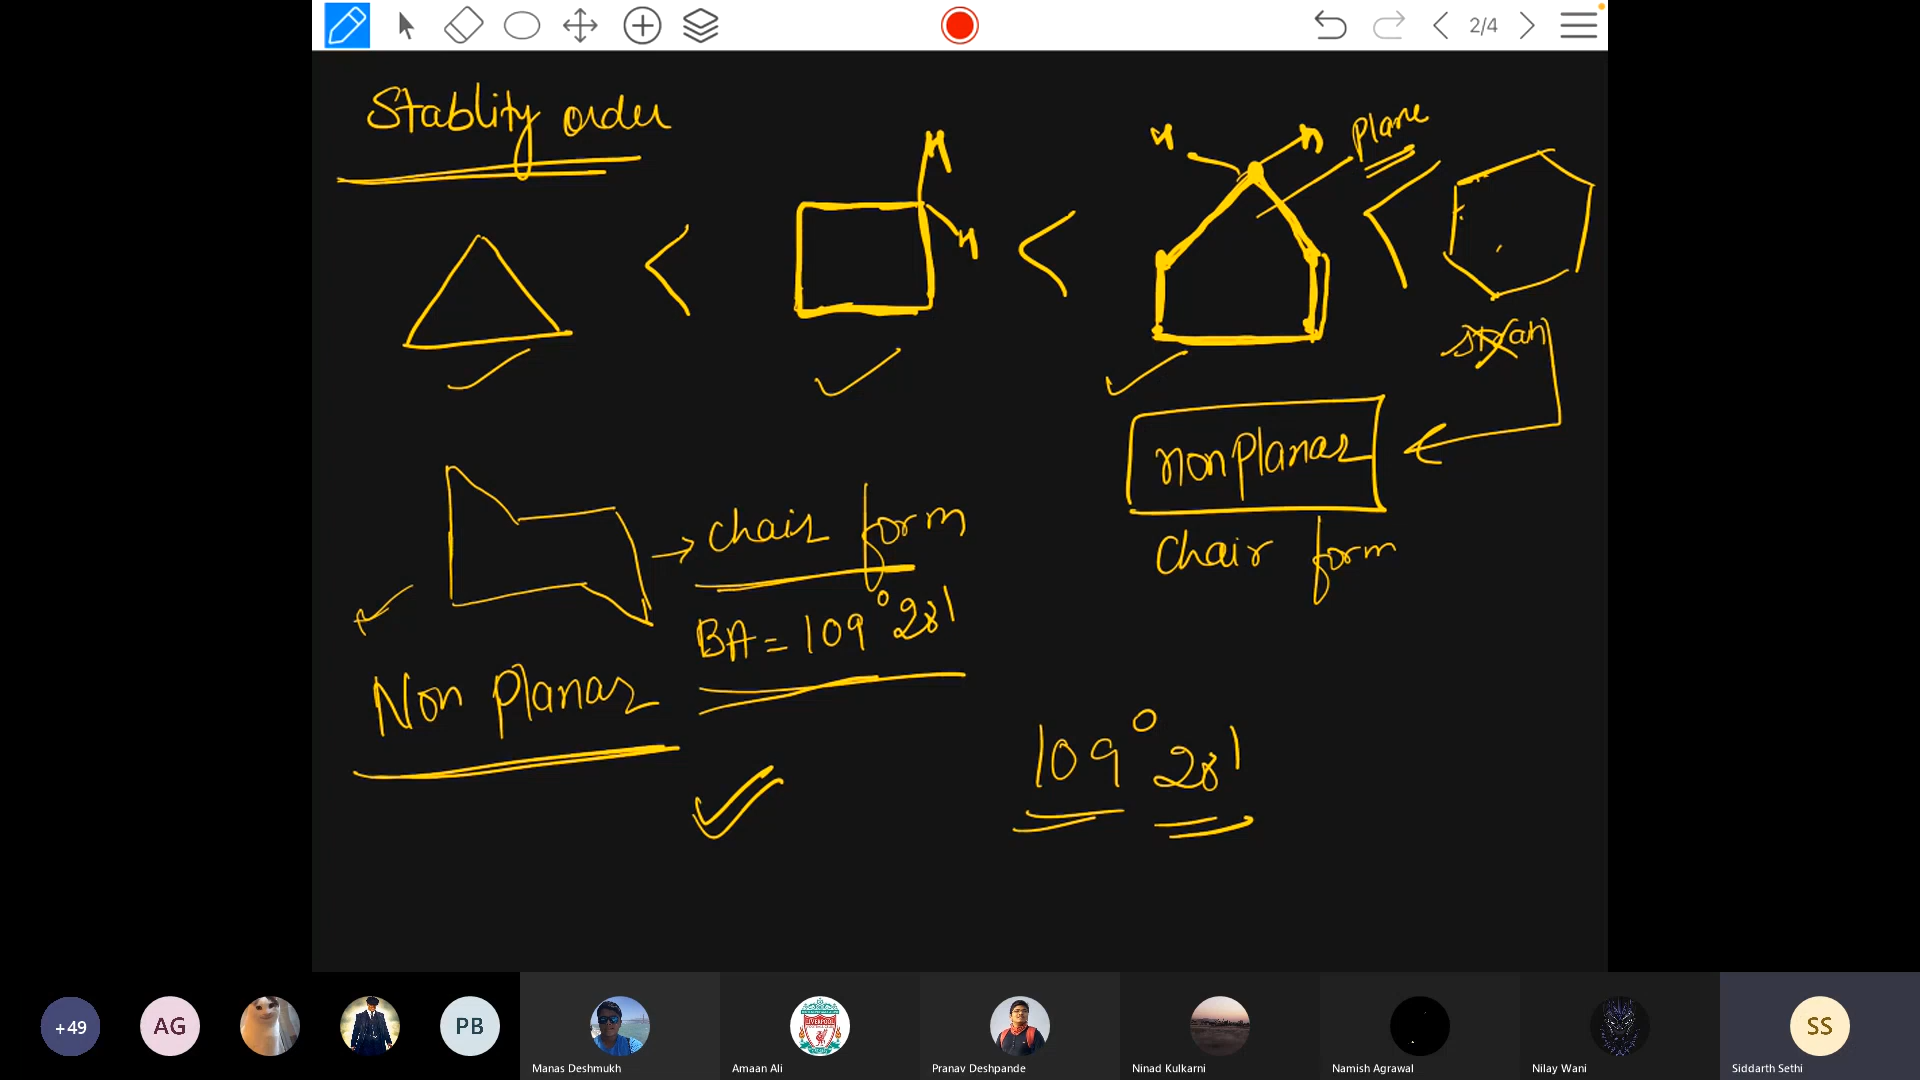 2/4
Stablity order
plane
H
H
H
H
<
<
<
strain
nonplanar
chair form
chair form
BA = 109°28'
Non planar
109°28'
+49
AG
PB
SS
Manas Deshmukh
Amaan Ali
Pranav Deshpande
Ninad Kulkarni
Namish Agrawal
Nilay Wani
Siddarth Sethi